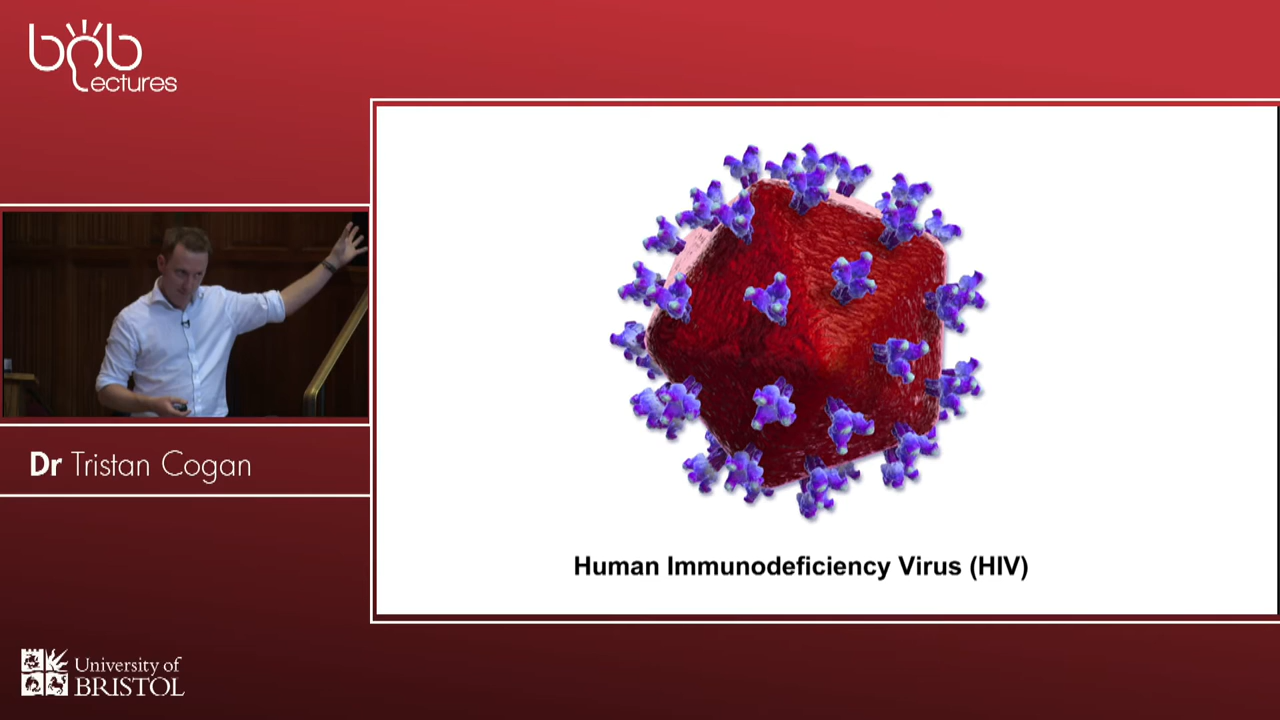 bob
Lectures
Dr Tristan Cogan
Human Immunodeficiency Virus (HIV)
University of
BRISTOL